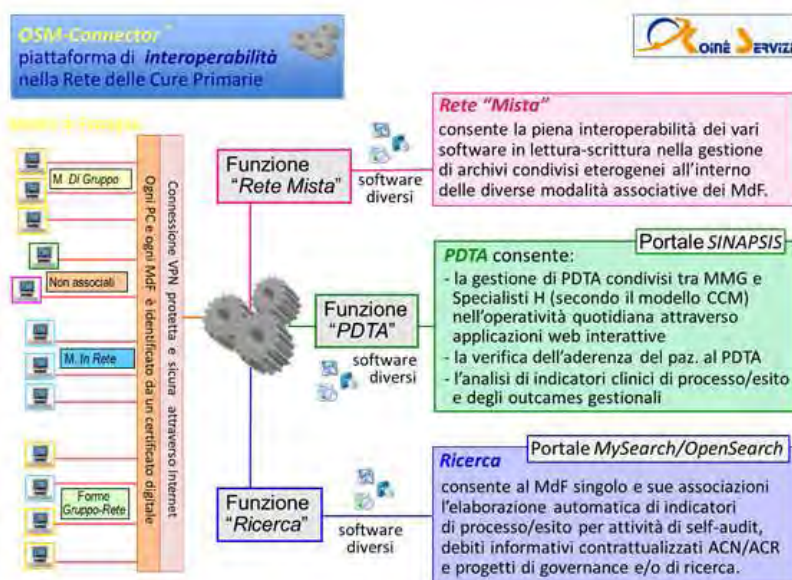 OSM-Connector™
piattaforma di interoperabilità
nella Rete delle Cure Primarie
Koinè Servizi
M. Di Gruppo
Non associati
M. In Rete
Forme
Gruppo-Rete
Ogni PC e ogni MdF è identificato da un certificato digitale
Connessione VPN protetta e sicura attraverso Internet
Funzione
“Rete Mista”
software
diversi
Rete “Mista”
consente la piena interoperabilità dei vari
software in lettura-scrittura nella gestione
di archivi condivisi eterogenei all’interno
delle diverse modalità associative dei MdF.
Funzione
“PDTA”
software
diversi
Portale SINAPSIS
PDTA consente:
- la gestione di PDTA condivisi tra MMG e
Specialisti H (secondo il modello CCM)
nell’operatività quotidiana attraverso
applicazioni web interattive
- la verifica dell’aderenza del paz. al PDTA
- l’analisi di indicatori clinici di processo/esito
e degli outcames gestionali
Funzione
“Ricerca”
software
diversi
Portale MySearch/OpenSearch
Ricerca
consente al MdF singolo e sue associazioni
l’elaborazione automatica di indicatori
di processo/esito per attività di self-audit,
debiti informativi contrattualizzati ACN/ACR
e progetti di governance e/o di ricerca.